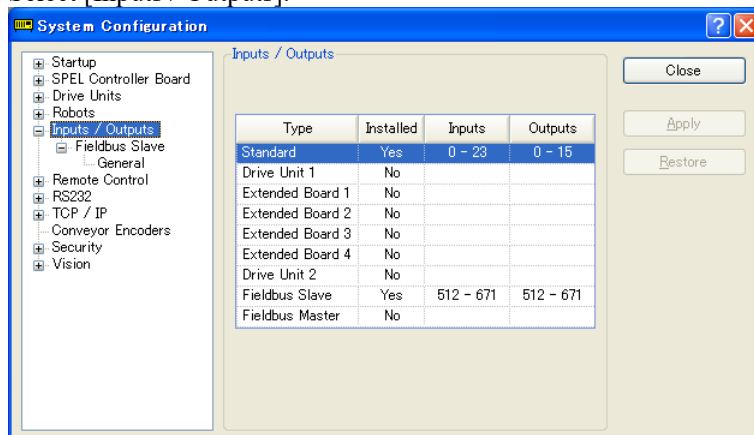 Select [Inputs / Outputs].
System Configuration
Startup
SPEL Controller Board
Drive Units
Robots
Inputs / Outputs
Fieldbus Slave
General
Remote Control
RS232
TCP / IP
Conveyor Encoders
Security
Vision
Inputs / Outputs
Type Installed Inputs Outputs
Standard Yes 0 - 23 0 - 15
Drive Unit 1 No
Extended Board 1 No
Extended Board 2 No
Extended Board 3 No
Extended Board 4 No
Drive Unit 2 No
Fieldbus Slave Yes 512 - 671 512 - 671
Fieldbus Master No
Close
Apply
Restore